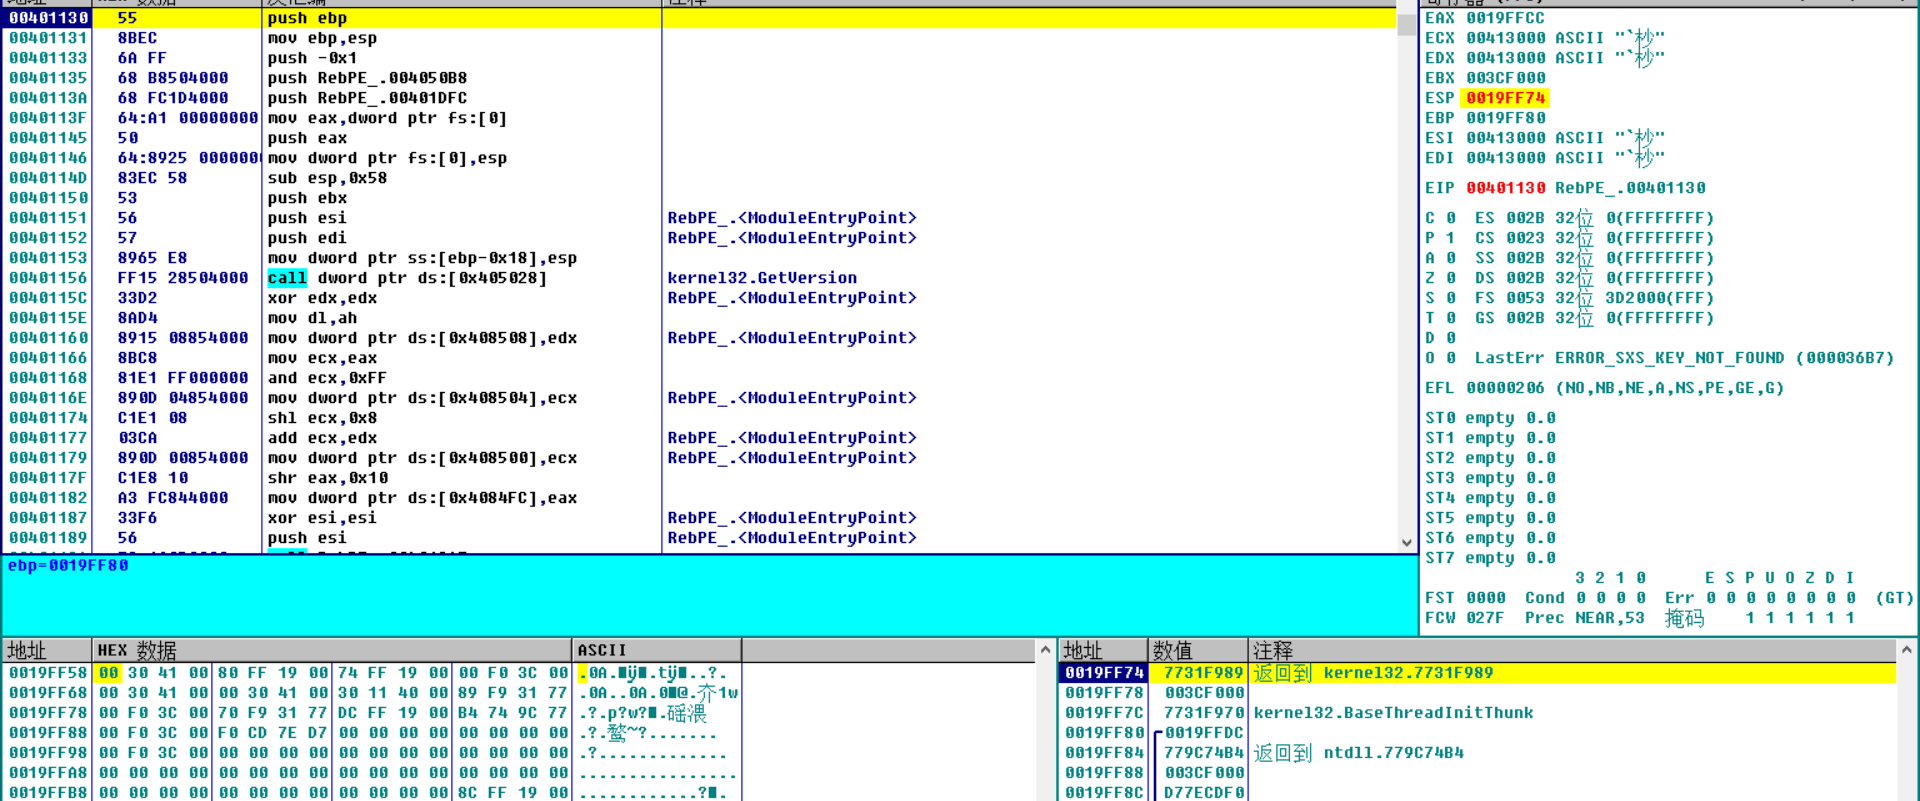 地址 HEX 数据 反汇编 注释
00401130 55 push ebp
00401131 8BEC mov ebp,esp
00401133 6A FF push -0x1
00401135 68 B8504000 push RebPE_.004050B8
0040113A 68 FC1D4000 push RebPE_.00401DFC
0040113F 64:A1 00000000 mov eax,dword ptr fs:[0]
00401145 50 push eax
00401146 64:8925 0000000 mov dword ptr fs:[0],esp
0040114D 83EC 58 sub esp,0x58
00401150 53 push ebx
00401151 56 push esi RebPE_.<ModuleEntryPoint>
00401152 57 push edi RebPE_.<ModuleEntryPoint>
00401153 8965 E8 mov dword ptr ss:[ebp-0x18],esp
00401156 FF15 28504000 call dword ptr ds:[0x405028] kernel32.GetVersion
0040115C 33D2 xor edx,edx RebPE_.<ModuleEntryPoint>
0040115E 8AD4 mov dl,ah
00401160 8915 08854000 mov dword ptr ds:[0x408508],edx RebPE_.<ModuleEntryPoint>
00401166 8BC8 mov ecx,eax
00401168 81E1 FF000000 and ecx,0xFF
0040116E 890D 04854000 mov dword ptr ds:[0x408504],ecx RebPE_.<ModuleEntryPoint>
00401174 C1E1 08 shl ecx,0x8
00401177 03CA add ecx,edx RebPE_.<ModuleEntryPoint>
00401179 890D 00854000 mov dword ptr ds:[0x408500],ecx RebPE_.<ModuleEntryPoint>
0040117F C1E8 10 shr eax,0x10
00401182 A3 FC844000 mov dword ptr ds:[0x4084FC],eax
00401187 33F6 xor esi,esi RebPE_.<ModuleEntryPoint>
00401189 56 push esi RebPE_.<ModuleEntryPoint>
ebp=0019FF80
EAX 0019FFCC
ECX 00413000 ASCII "`桫"
EDX 00413000 ASCII "`桫"
EBX 003CF000
ESP 0019FF74
EBP 0019FF80
ESI 00413000 ASCII "`桫"
EDI 00413000 ASCII "`桫"
EIP 00401130 RebPE_.00401130
C 0 ES 002B 32位 0(FFFFFFFF)
P 1 CS 0023 32位 0(FFFFFFFF)
A 0 SS 002B 32位 0(FFFFFFFF)
Z 0 DS 002B 32位 0(FFFFFFFF)
S 0 FS 0053 32位 3D2000(FFF)
T 0 GS 002B 32位 0(FFFFFFFF)
D 0
O 0 LastErr ERROR_SXS_KEY_NOT_FOUND (000036B7)
EFL 00000206 (NO,NB,NE,A,NS,PE,GE,G)
ST0 empty 0.0
ST1 empty 0.0
ST2 empty 0.0
ST3 empty 0.0
ST4 empty 0.0
ST5 empty 0.0
ST6 empty 0.0
ST7 empty 0.0
3 2 1 0 E S P U O Z D I
FST 0000 Cond 0 0 0 0 Err 0 0 0 0 0 0 0 0 (GT)
FCW 027F Prec NEAR,53 掩码 1 1 1 1 1 1
地址 HEX 数据 ASCII
0019FF58 00 30 41 00 80 FF 19 00 74 FF 19 00 00 F0 3C 00
0019FF68 00 30 41 00 00 30 41 00 30 11 40 00 89 F9 31 77
0019FF78 00 F0 3C 00 70 F9 31 77 DC FF 19 00 B4 74 9C 77
0019FF88 00 F0 3C 00 F0 CD 7E D7 00 00 00 00 00 00 00 00
0019FF98 00 F0 3C 00 00 00 00 00 00 00 00 00 00 00 00 00 .?.............
0019FFA8 00 00 00 00 00 00 00 00 00 00 00 00 00 00 00 00 ................
0019FFB8 00 00 00 00 00 00 00 00 00 00 00 00 8C FF 19 00
地址 数值 注释
0019FF74 7731F989 返回到 kernel32.7731F989
0019FF78 003CF000
0019FF7C 7731F970 kernel32.BaseThreadInitThunk
0019FF80 0019FFDC
0019FF84 779C74B4 返回到 ntdll.779C74B4
0019FF88 003CF000
0019FF8C D77ECDF0